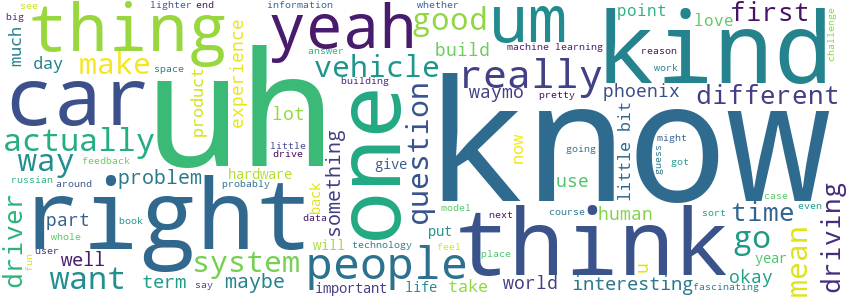 see
lighter
end
information
whether
big
thing
yeah
um
good
point
love
first
much
day
make
product
experience
answer
space
building
vehicle
build
machine learning
reason
work
kind
challenge
car
uh
lot
one
really
pretty
waymo
phoenix
different
actually
way
feedback
problem
hardware
little
drive
something
give
question
know
now
little bit
going
might
guess
got
russian
around
probably
use
driver
right
part
book
back
data
model
next
course
human
sort
time
case
even
driving
whole
user
well
system
will
technology
put
think
feel
go
mean
year
fun
want
term
say
maybe
people
important
life
take
place
world
u
interesting
okay
fascinating